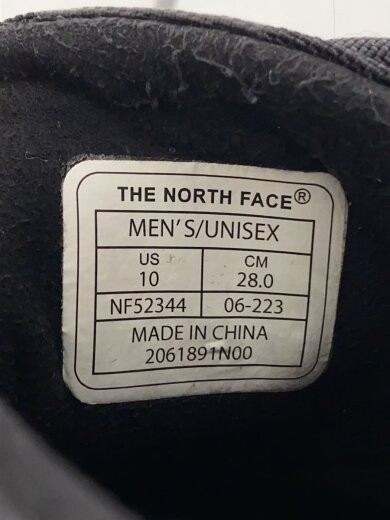 THE NORTH FACE®
MEN'S/UNISEX
US CM
10 28.0
NF52344 06-223
MADE IN CHINA
2061891N00